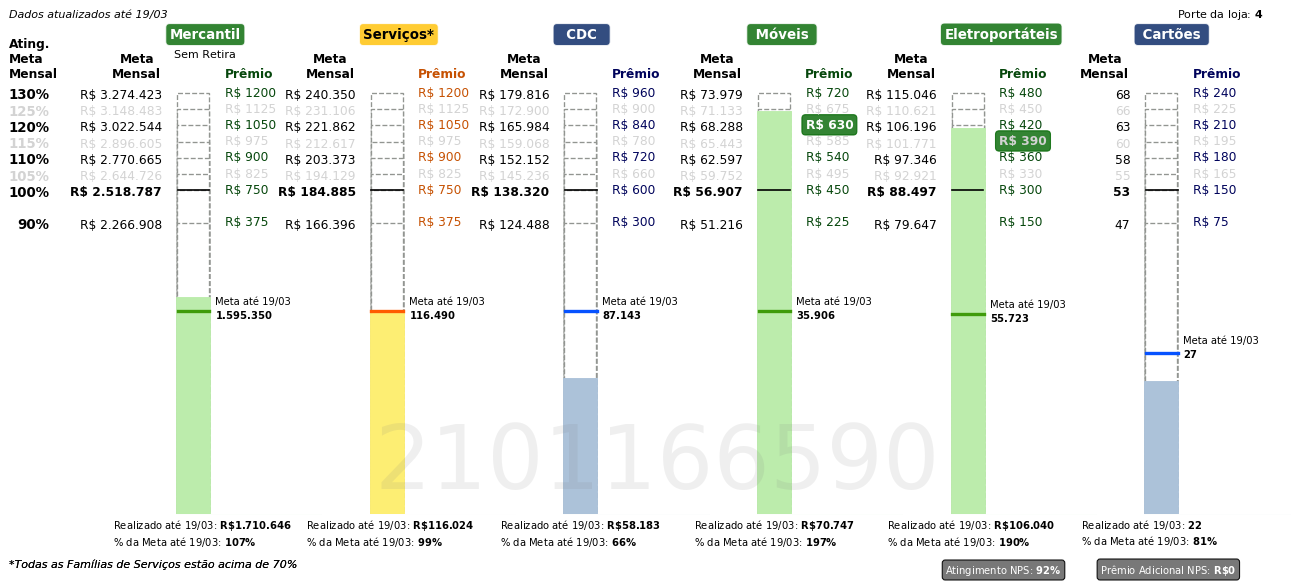 Dados atualizados até 19/03
Porte da loja: 4
Mercantil Serviços* CDC Móveis Eletroportáteis Cartões
Sem Retira
Ating. Meta Mensal
Meta Mensal Prêmio Meta Mensal Prêmio Meta Mensal Prêmio Meta Mensal Prêmio Meta Mensal Prêmio Meta Mensal Prêmio
130% R$ 3.274.423 R$ 1200 R$ 240.350 R$ 1200 R$ 179.816 R$ 960 R$ 73.979 R$ 720 R$ 115.046 R$ 480 68 R$ 240
125% R$ 3.148.483 R$ 1125 R$ 231.106 R$ 1125 R$ 172.900 R$ 900 R$ 71.133 R$ 675 R$ 110.621 R$ 450 66 R$ 225
120% R$ 3.022.544 R$ 1050 R$ 221.862 R$ 1050 R$ 165.984 R$ 840 R$ 68.288 R$ 630 R$ 106.196 R$ 420 63 R$ 210
115% R$ 2.896.605 R$ 975 R$ 212.617 R$ 975 R$ 159.068 R$ 780 R$ 65.443 R$ 585 R$ 101.771 R$ 390 60 R$ 195
110% R$ 2.770.665 R$ 900 R$ 203.373 R$ 900 R$ 152.152 R$ 720 R$ 62.597 R$ 540 R$ 97.346 R$ 360 58 R$ 180
105% R$ 2.644.726 R$ 825 R$ 194.129 R$ 825 R$ 145.236 R$ 660 R$ 59.752 R$ 495 R$ 92.921 R$ 330 55 R$ 165
100% R$ 2.518.787 R$ 750 R$ 184.885 R$ 750 R$ 138.320 R$ 600 R$ 56.907 R$ 450 R$ 88.497 R$ 300 53 R$ 150
90% R$ 2.266.908 R$ 375 R$ 166.396 R$ 375 R$ 124.488 R$ 300 R$ 51.216 R$ 225 R$ 79.647 R$ 150 47 R$ 75
Meta até 19/03 Meta até 19/03 Meta até 19/03 Meta até 19/03 Meta até 19/03
1.595.350 116.490 87.143 35.906 55.723
Meta até 19/03
27
2101166590
Realizado até 19/03: R$1.710.646 Realizado até 19/03: R$116.024 Realizado até 19/03: R$58.183 Realizado até 19/03: R$70.747 Realizado até 19/03: R$106.040 Realizado até 19/03: 22
% da Meta até 19/03: 107% % da Meta até 19/03: 99% % da Meta até 19/03: 66% % da Meta até 19/03: 197% % da Meta até 19/03: 190% % da Meta até 19/03: 81%
*Todas as Famílias de Serviços estão acima de 70%
Atingimento NPS: 92% Prêmio Adicional NPS: R$0